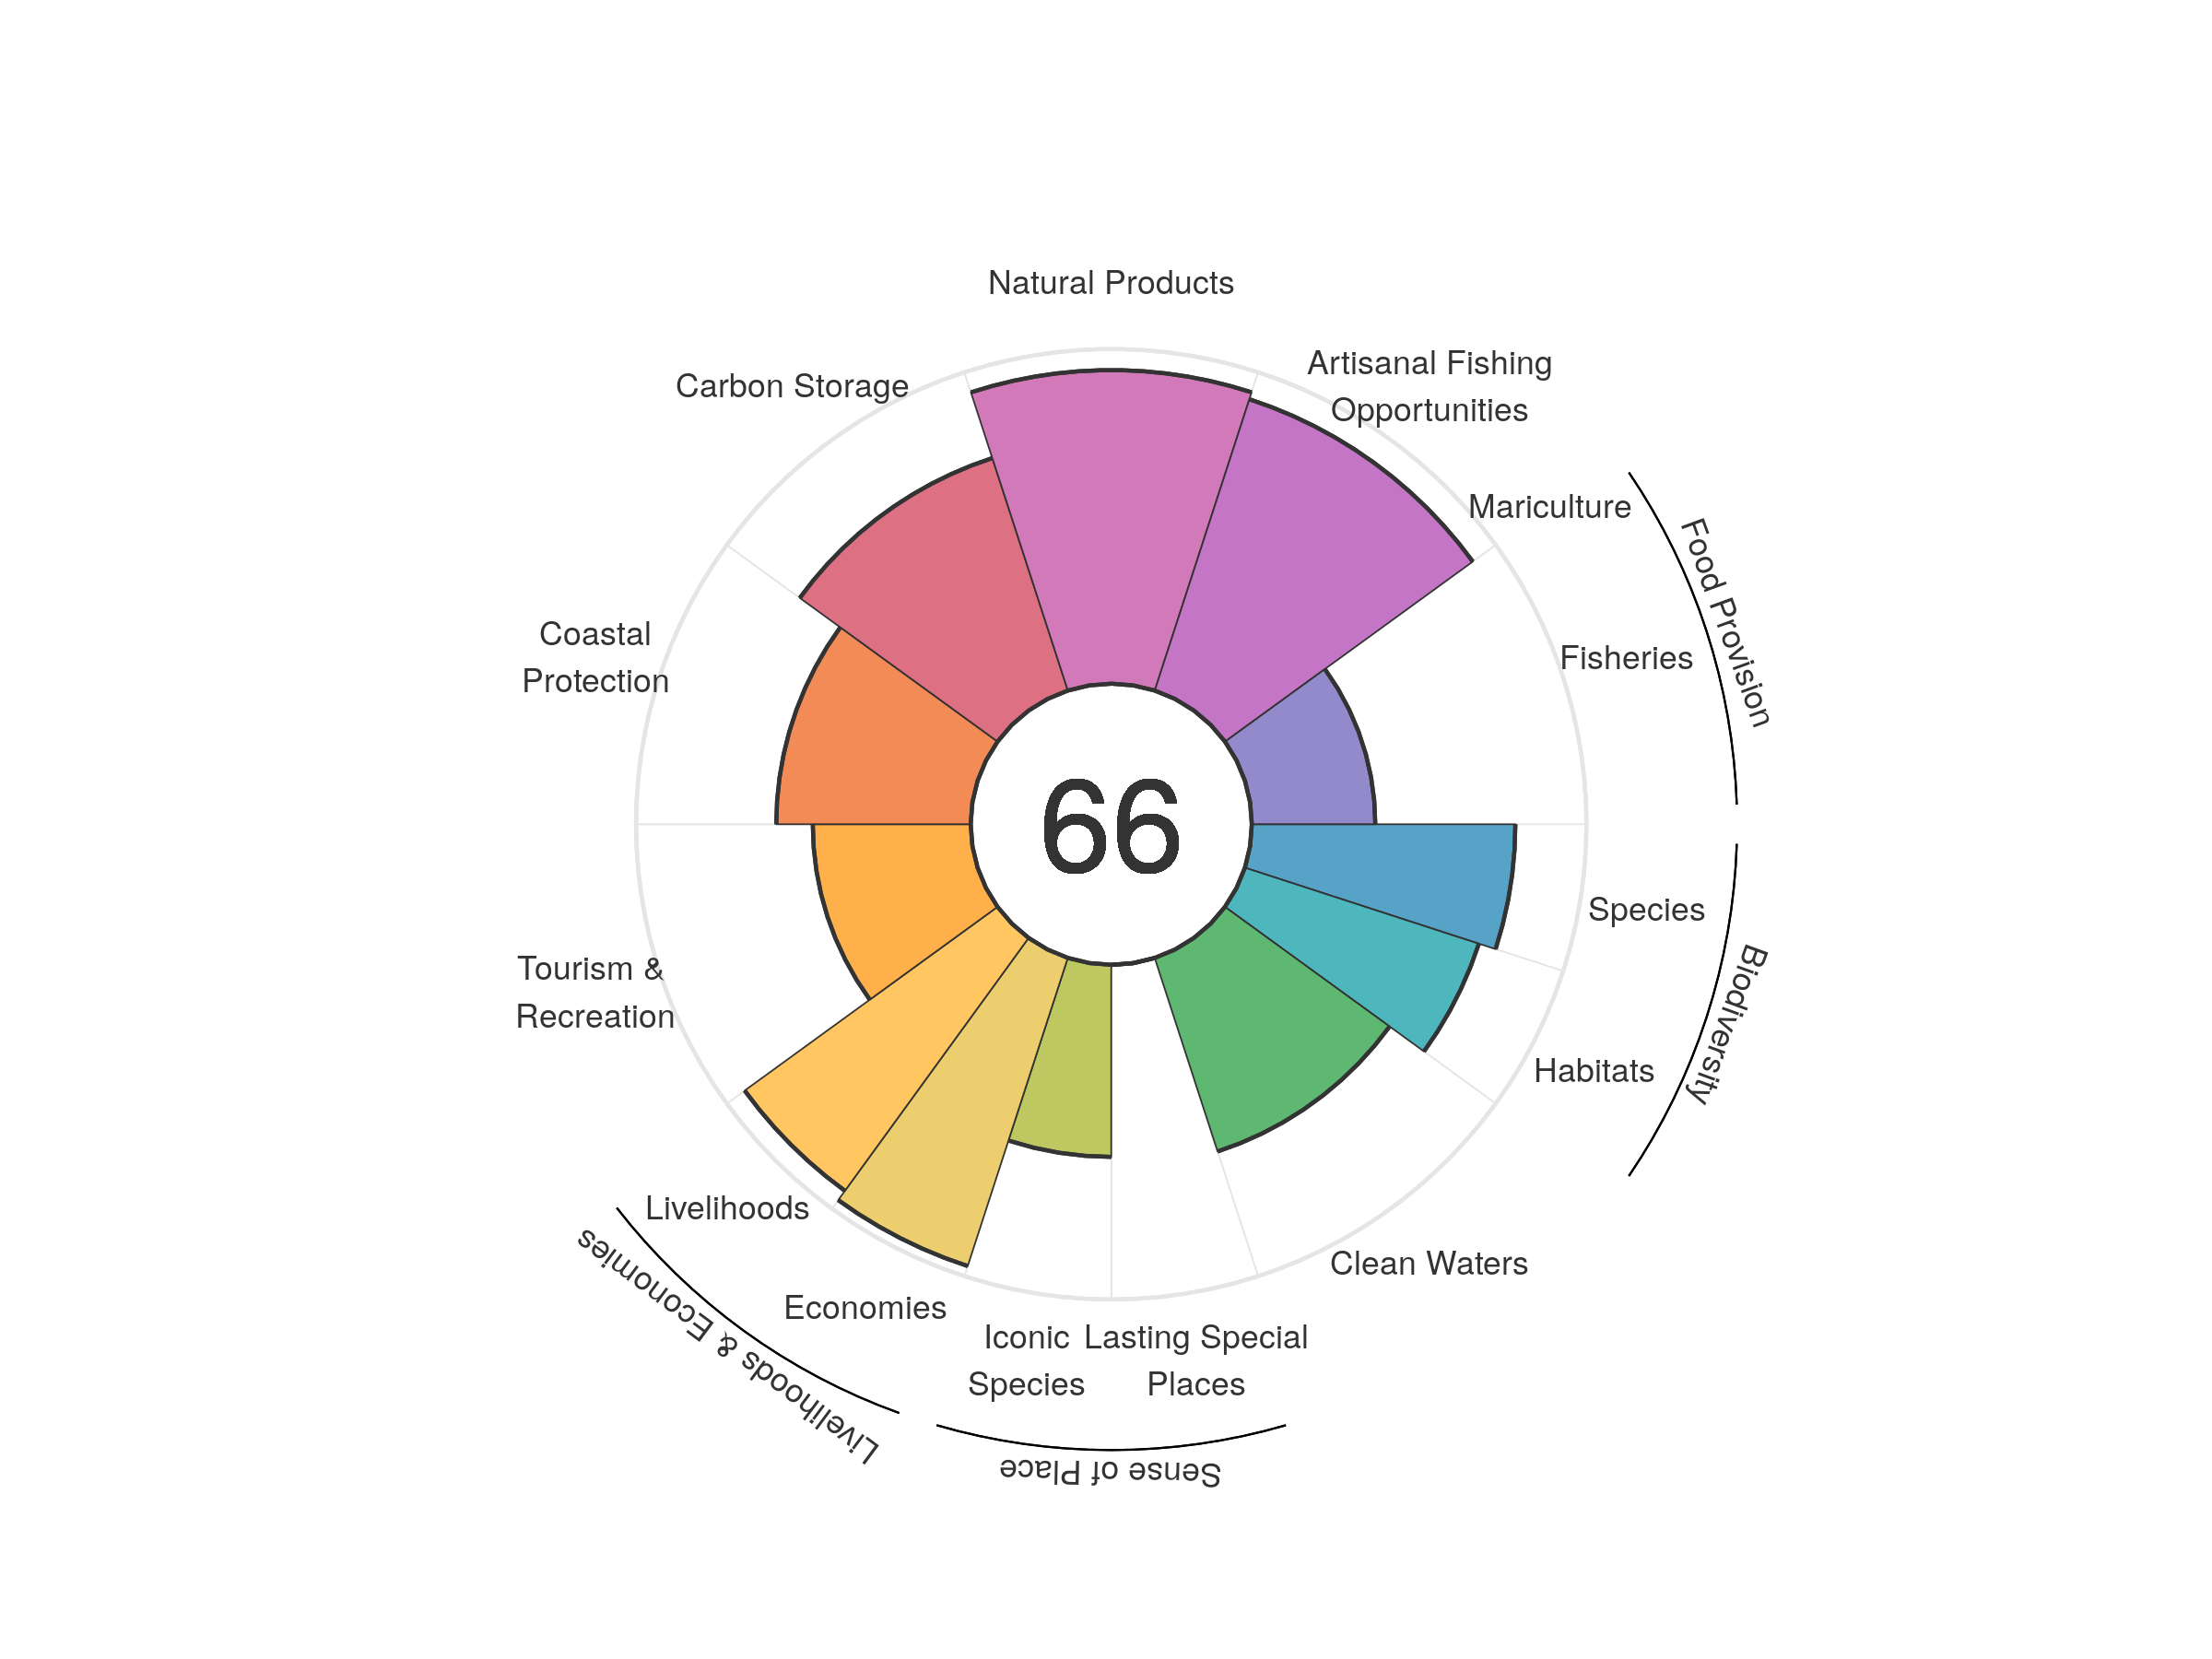 Natural Products
Artisanal Fishing
Opportunities
Carbon Storage
Mariculture
Food Provision
Coastal
Protection
Fisheries
66
Species
Biodiversity
Tourism &
Recreation
Habitats
Livelihoods
Clean Waters
Economies
Livelihoods & Economies
Iconic
Species
Lasting Special
Places
Sense of Place